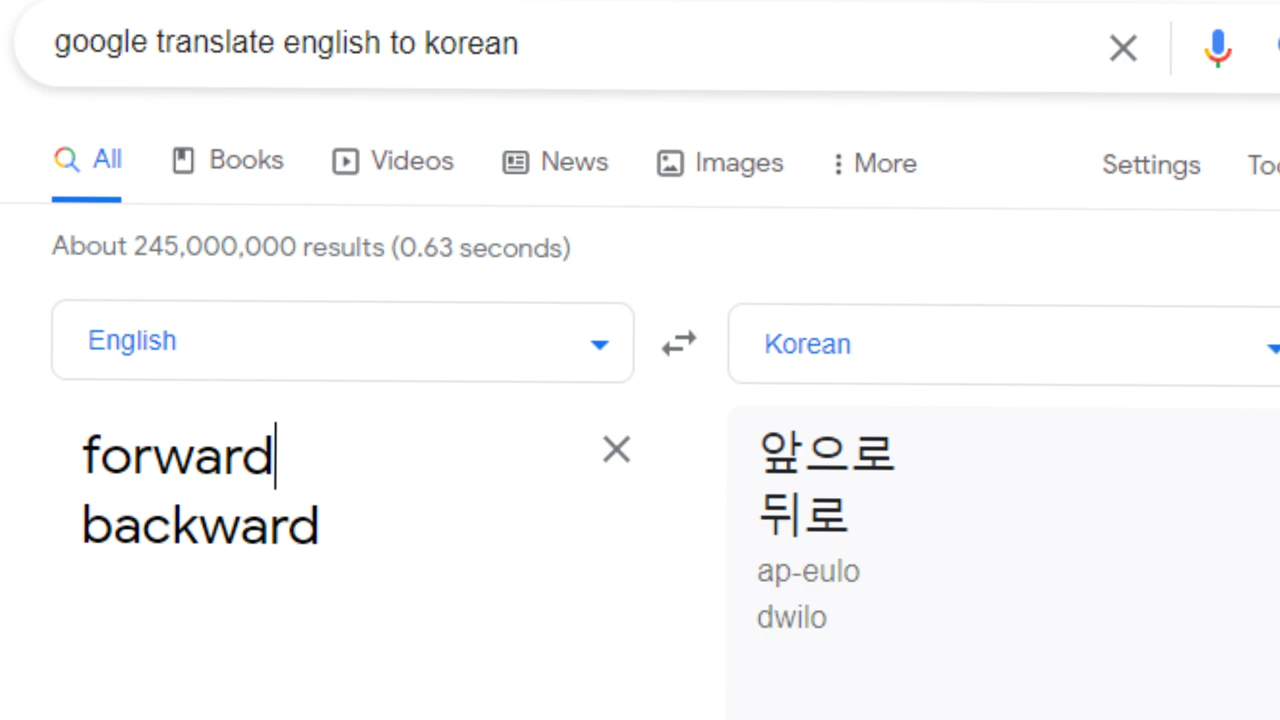 google translate english to korean
All Books Videos News Images More Settings
About 245,000,000 results (0.63 seconds)
English Korean
forward
backward
앞으로
뒤로
ap-eulo
dwilo